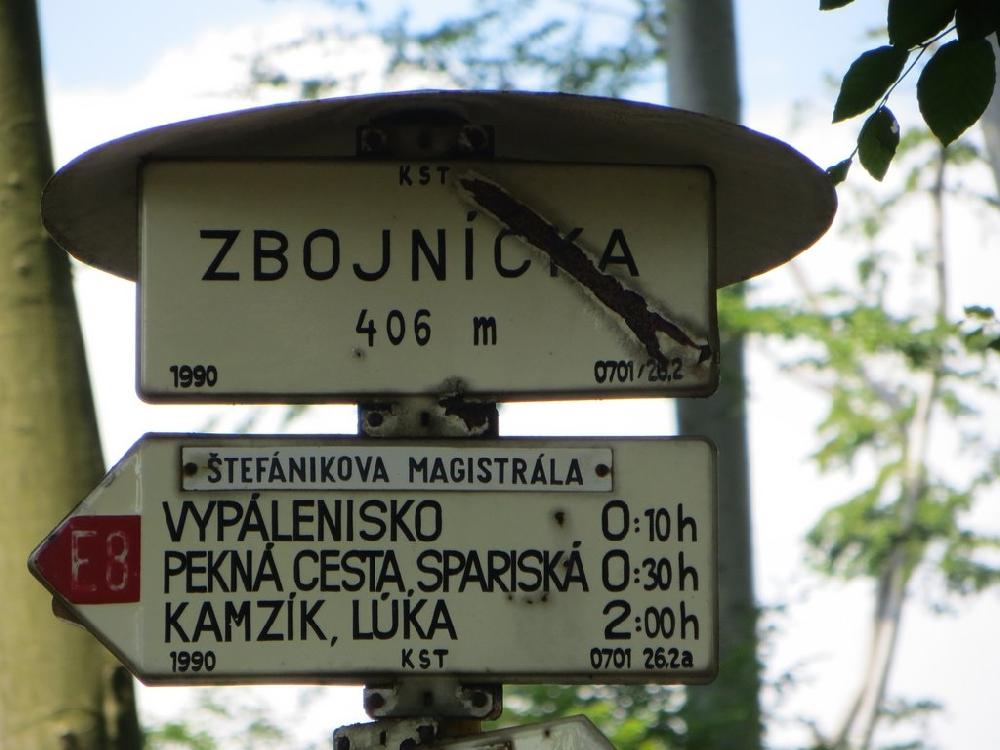 KST
ZBOJNÍCKA
406 m
1990 0701/26.2
ŠTEFÁNIKOVA MAGISTRÁLA
E8
VYPÁLENISKO 0:10 h
PEKNÁ CESTA, SPARISKÁ 0:30 h
KAMZÍK, LÚKA 2:00 h
1990 KST 0701 26.2a